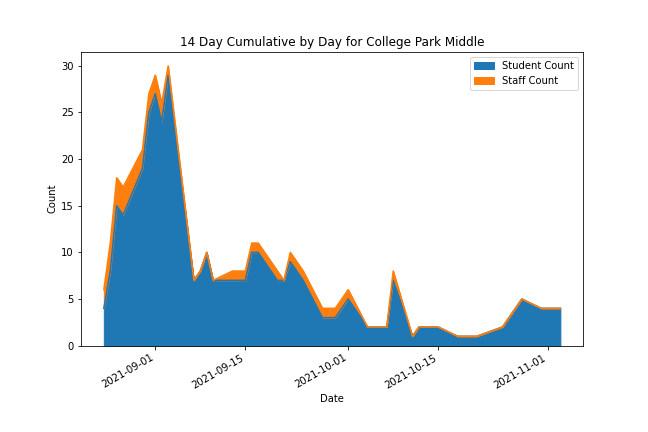 14 Day Cumulative by Day for College Park Middle
Student Count
Staff Count
Count
30
25
20
15
10
5
0
2021-09-01
2021-09-15
2021-10-01
2021-10-15
2021-11-01
Date